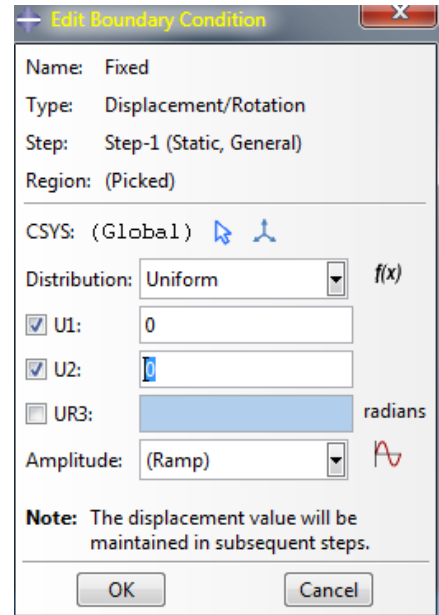 Edit Boundary Condition
Name: Fixed
Type: Displacement/Rotation
Step: Step-1 (Static, General)
Region: (Picked)
CSYS: (Global)
Distribution: Uniform f(x)
U1: 0
U2: 0
UR3: radians
Amplitude: (Ramp)
Note: The displacement value will be
maintained in subsequent steps.
OK Cancel